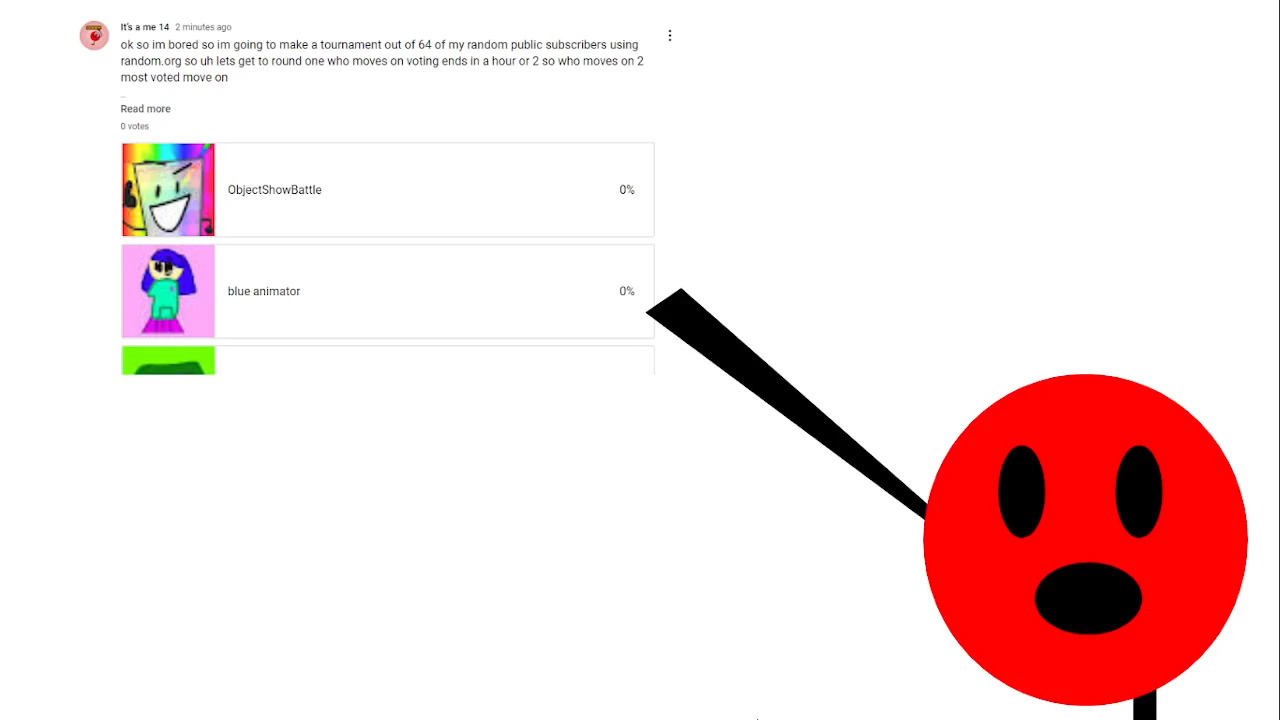 It's a me 14 2 minutes ago
ok so im bored so im going to make a tournament out of 64 of my random public subscribers using
random.org so uh lets get to round one who moves on voting ends in a hour or 2 so who moves on 2
most voted move on
...
Read more
0 votes
ObjectShowBattle 0%
blue animator 0%